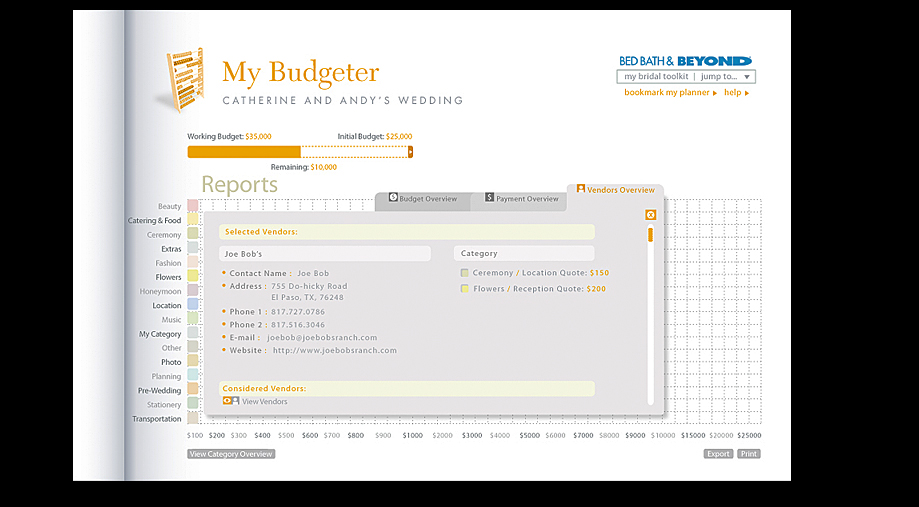 My Budgeter
CATHERINE AND ANDY'S WEDDING
BED BATH & BEYOND
my bridal toolkit | jump to...
bookmark my planner help
Working Budget: $35,000 Initial Budget: $25,000
Remaining: $10,000
Reports
Budget Overview
$ Payment Overview
Vendors Overview
Beauty
Catering & Food
Ceremony
Extras
Fashion
Flowers
Honeymoon
Location
Music
My Category
Other
Photo
Planning
Pre-Wedding
Stationery
Transportation
Selected Vendors:
Joe Bob's
• Contact Name : Joe Bob
• Address : 755 Do-hicky Road
El Paso, TX, 76248
• Phone 1 : 817.727.0786
• Phone 2 : 817.516.3046
• E-mail : joebob@joebobsranch.com
• Website : http://www.joebobsranch.com
Category
Ceremony / Location Quote: $150
Flowers / Reception Quote: $200
Considered Vendors:
View Vendors
$100 $200 $300 $400 $500 $600 $700 $800 $900 $1000 $2000 $3000 $4000 $5000 $6000 $7000 $8000 $9000 $10000 $15000 $20000 $25000
View Category Overview
Export Print